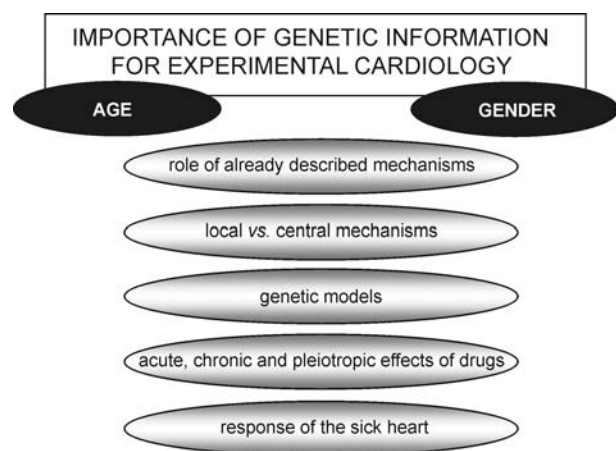 IMPORTANCE OF GENETIC INFORMATION
FOR EXPERIMENTAL CARDIOLOGY
AGE
GENDER
role of already described mechanisms
local vs. central mechanisms
genetic models
acute, chronic and pleiotropic effects of drugs
response of the sick heart